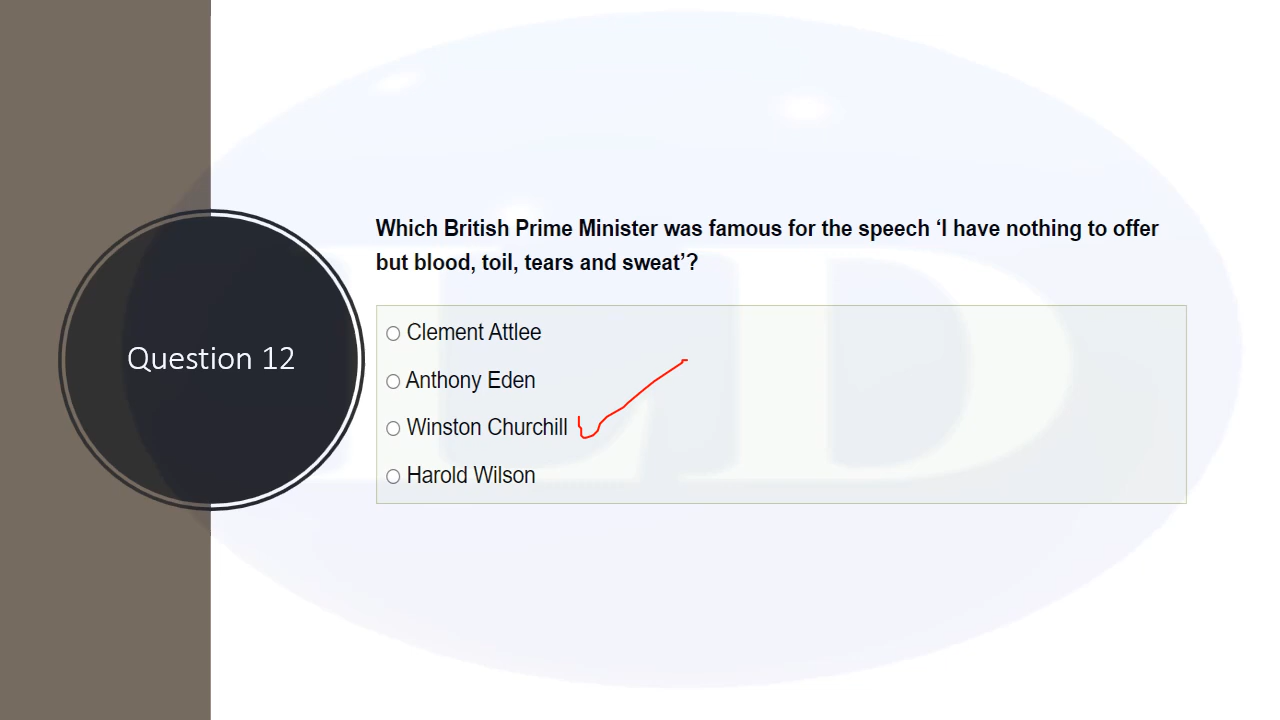 Question 12
Which British Prime Minister was famous for the speech ‘I have nothing to offer
but blood, toil, tears and sweat’?
Clement Attlee
Anthony Eden
Winston Churchill
Harold Wilson